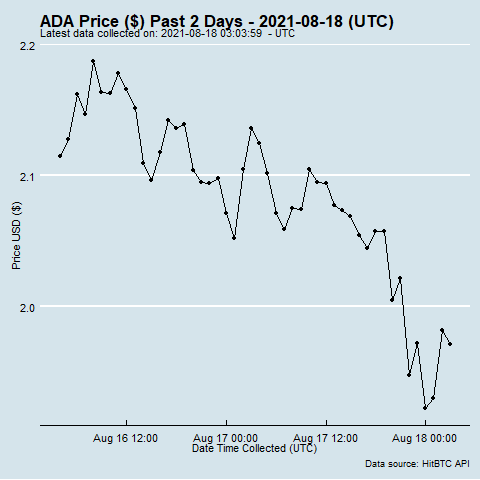 ADA Price ($) Past 2 Days - 2021-08-18 (UTC)
Latest data collected on: 2021-08-18 03:03:59 - UTC
2.2
2.1
2.0
Price USD ($)
Aug 16 12:00 Aug 17 00:00 Aug 17 12:00 Aug 18 00:00
Date Time Collected (UTC)
Data source: HitBTC API